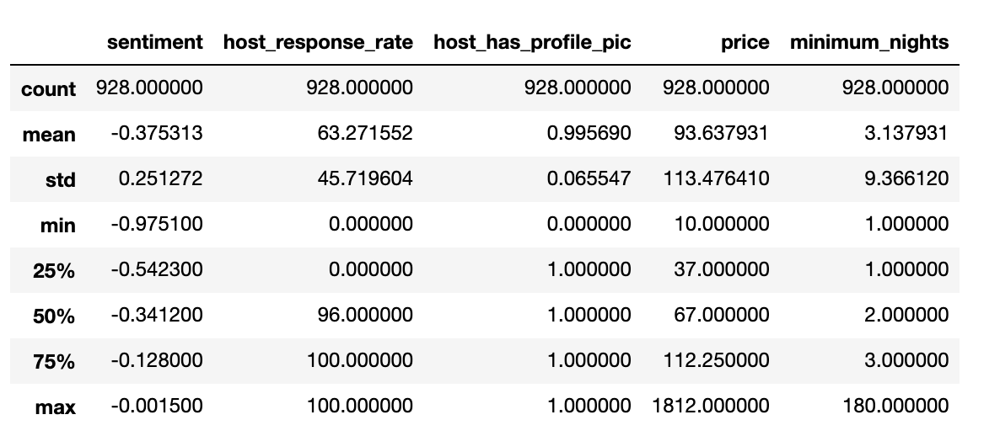 sentiment host_response_rate host_has_profile_pic price minimum_nights
count 928.000000 928.000000 928.000000 928.000000 928.000000
mean -0.375313 63.271552 0.995690 93.637931 3.137931
std 0.251272 45.719604 0.065547 113.476410 9.366120
min -0.975100 0.000000 0.000000 10.000000 1.000000
25% -0.542300 0.000000 1.000000 37.000000 1.000000
50% -0.341200 96.000000 1.000000 67.000000 2.000000
75% -0.128000 100.000000 1.000000 112.250000 3.000000
max -0.001500 100.000000 1.000000 1812.000000 180.000000